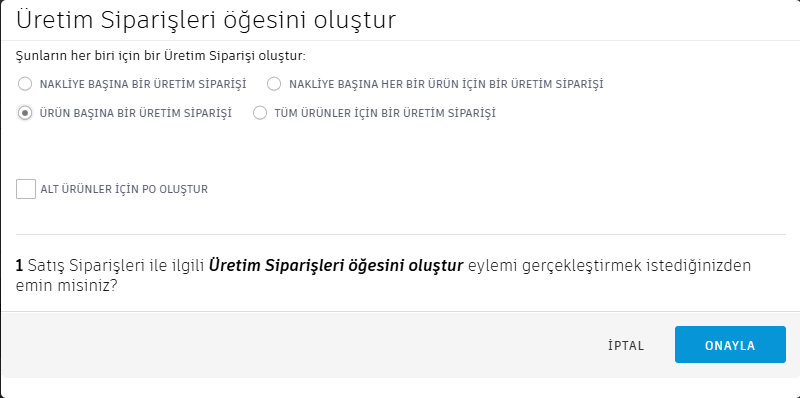 Üretim Siparişleri öğesini oluştur
Şunların her biri için bir Üretim Siparişi oluştur:
NAKLİYE BAŞINA BİR ÜRETİM SİPARİŞİ NAKLİYE BAŞINA HER BİR ÜRÜN İÇİN BİR ÜRETİM SİPARİŞİ
ÜRÜN BAŞINA BİR ÜRETİM SİPARİŞİ TÜM ÜRÜNLER İÇİN BİR ÜRETİM SİPARİŞİ
ALT ÜRÜNLER İÇİN PO OLUŞTUR
1 Satış Siparişleri ile ilgili Üretim Siparişleri öğesini oluştur eylemi gerçekleştirmek istediğinizden
emin misiniz?
İPTAL ONAYLA